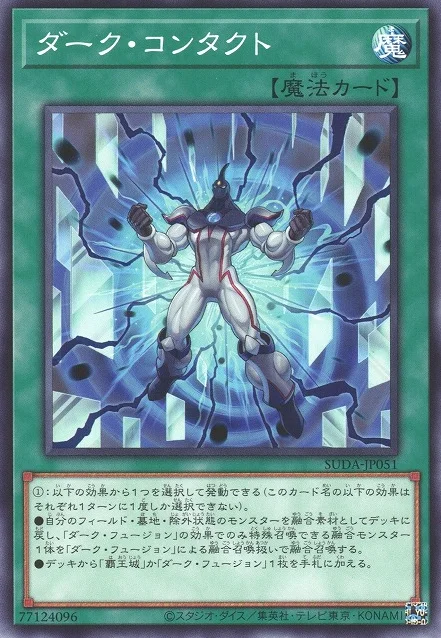 ダーク・コンタクト
魔
【魔法カード】
SUDA-JP051
①:以下の効果から1つを選択して発動できる(このカード名の以下の効果は
それぞれ1ターンに1度しか選択できない)。
●自分のフィールド・墓地・除外状態のモンスターを融合素材としてデッキに
戻し、「ダーク・フュージョン」の効果でのみ特殊召喚できる融合モンスター
1体を「ダーク・フュージョン」による融合召喚扱いで融合召喚する。
●デッキから「覇王城」か「ダーク・フュージョン」1枚を手札に加える。
77124096
©スタジオ・ダイス/集英社・テレビ東京・KONAMI